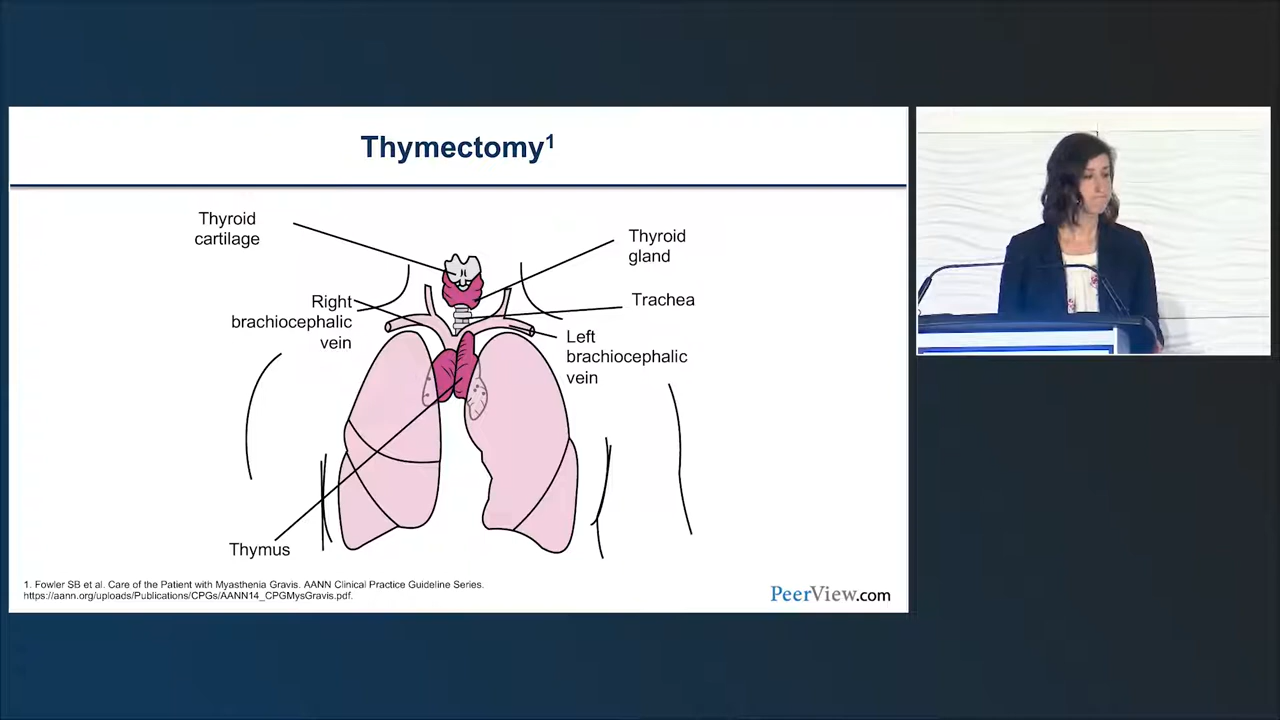 Thymectomy¹
Thyroid
cartilage
Thyroid
gland
Right
brachiocephalic
vein
Trachea
Left
brachiocephalic
vein
Thymus
1. Fowler SB et al. Care of the Patient with Myasthenia Gravis. AANN Clinical Practice Guideline Series.
https://aann.org/uploads/Publications/CPGs/AANN14_CPGMysGravis.pdf.
PeerView.com